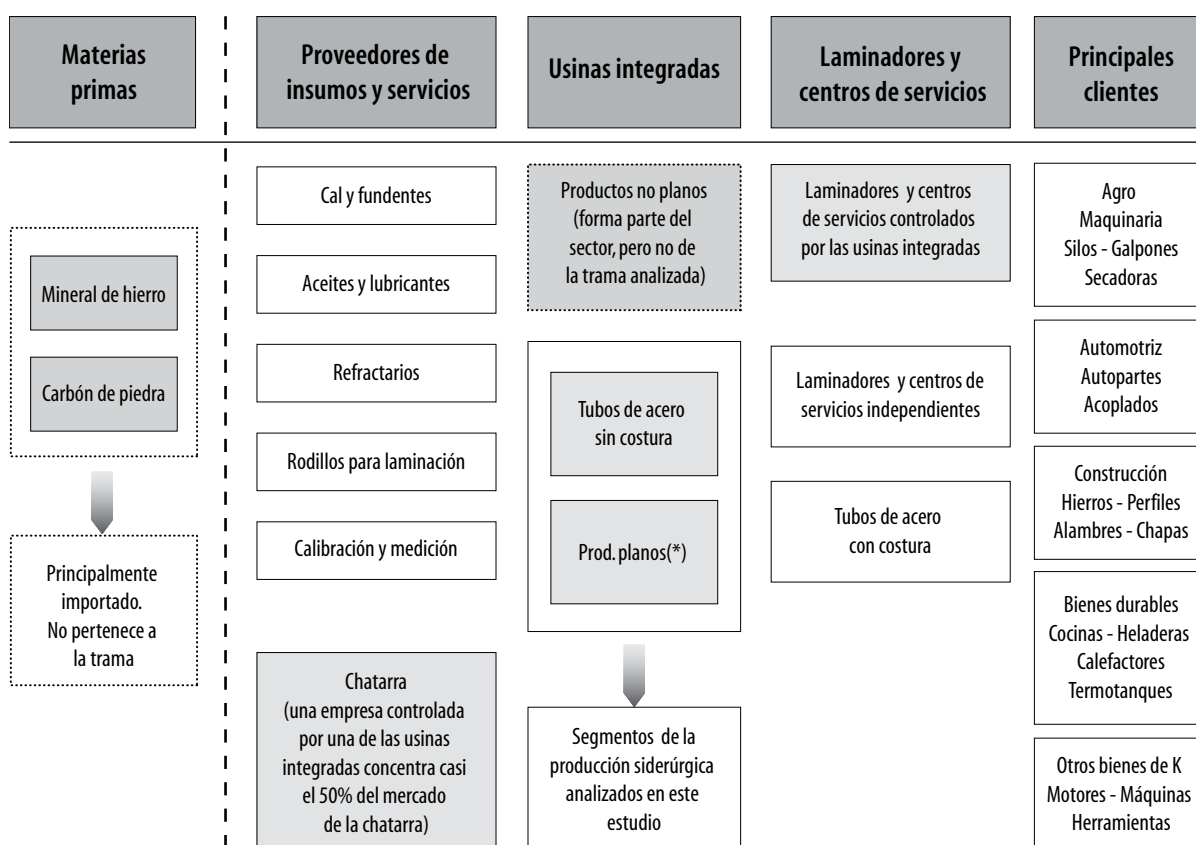 Materias
primas
Proveedores de
insumos y servicios
Usinas integradas
Laminadores y
centros de servicio
Principales
clientes
Mineral de hierro
Carbón de piedra
Principalmente
importado.
No pertenece a
la trama
Cal y fundentes
Aceites y lubricantes
Refractarios
Rodillos para laminación
Calibración y medición
Chatarra
(una empresa controlada
por una de las usinas
integradas concentra casi
el 50% del mercado
de la chatarra)
Productos no planos
(forma parte del
sector, pero no de
la trama analizada)
Tubos de acero
sin costura
Prod. planos(*)
Segmentos de la
producción siderúrgica
analizados en este
estudio
Laminadores y centros
de servicios controlados
por las usinas integradas
Laminadores y centros de
servicios independientes
Tubos de acero
con costura
Agro
Maquinaria
Silos - Galpones
Secadoras
Automotriz
Autopartes
Acoplados
Construcción
Hierros - Perfiles
Alambres - Chapas
Bienes durables
Cocinas - Heladeras
Calefactores
Termotanques
Otros bienes de K
Motores - Máquinas
Herramientas